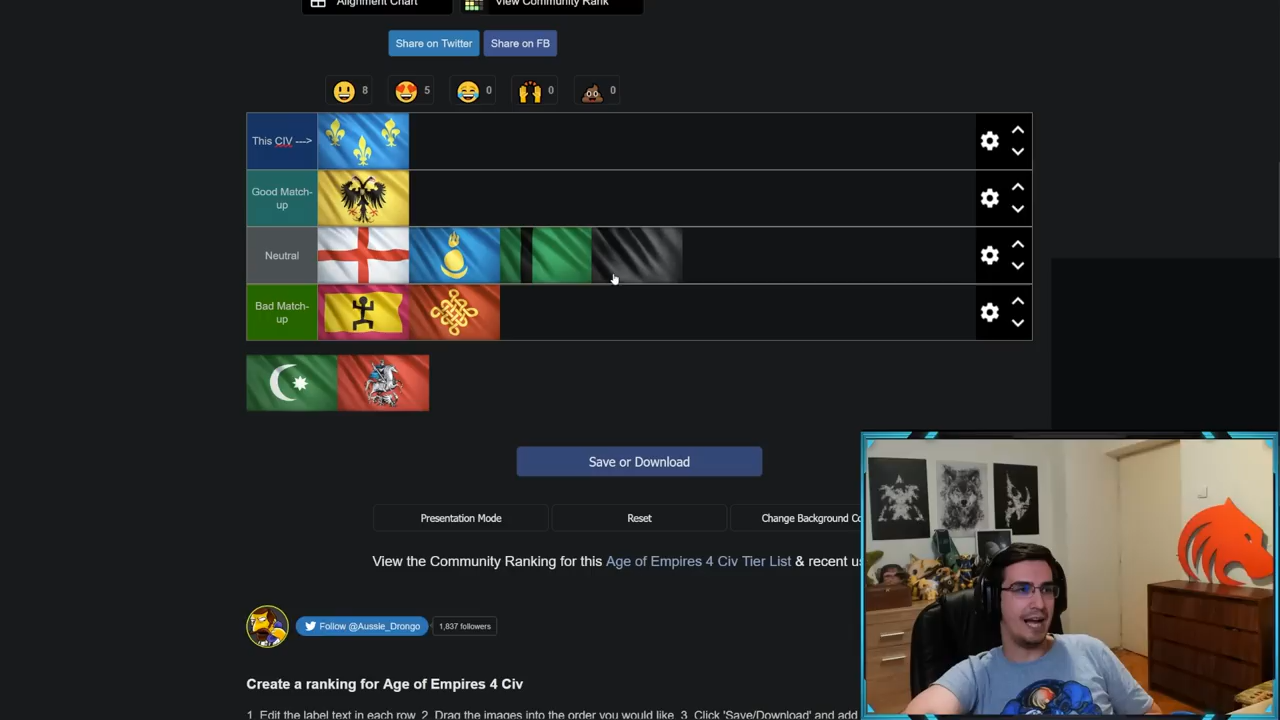 Alignment Chart
View Community Rank
Share on Twitter
Share on FB
8
5
0
0
0
This CIV --->
Good Match-
up
Neutral
Bad Match-
up
Save or Download
Presentation Mode
Reset
Change Background Co
View the Community Ranking for this Age of Empires 4 Civ Tier List & recent us
Follow @Aussie_Drongo
1,837 followers
Create a ranking for Age of Empires 4 Civ
1. Edit the label text in each row. 2. Drag the images into the order you would like. 3. Click 'Save/Download' and add